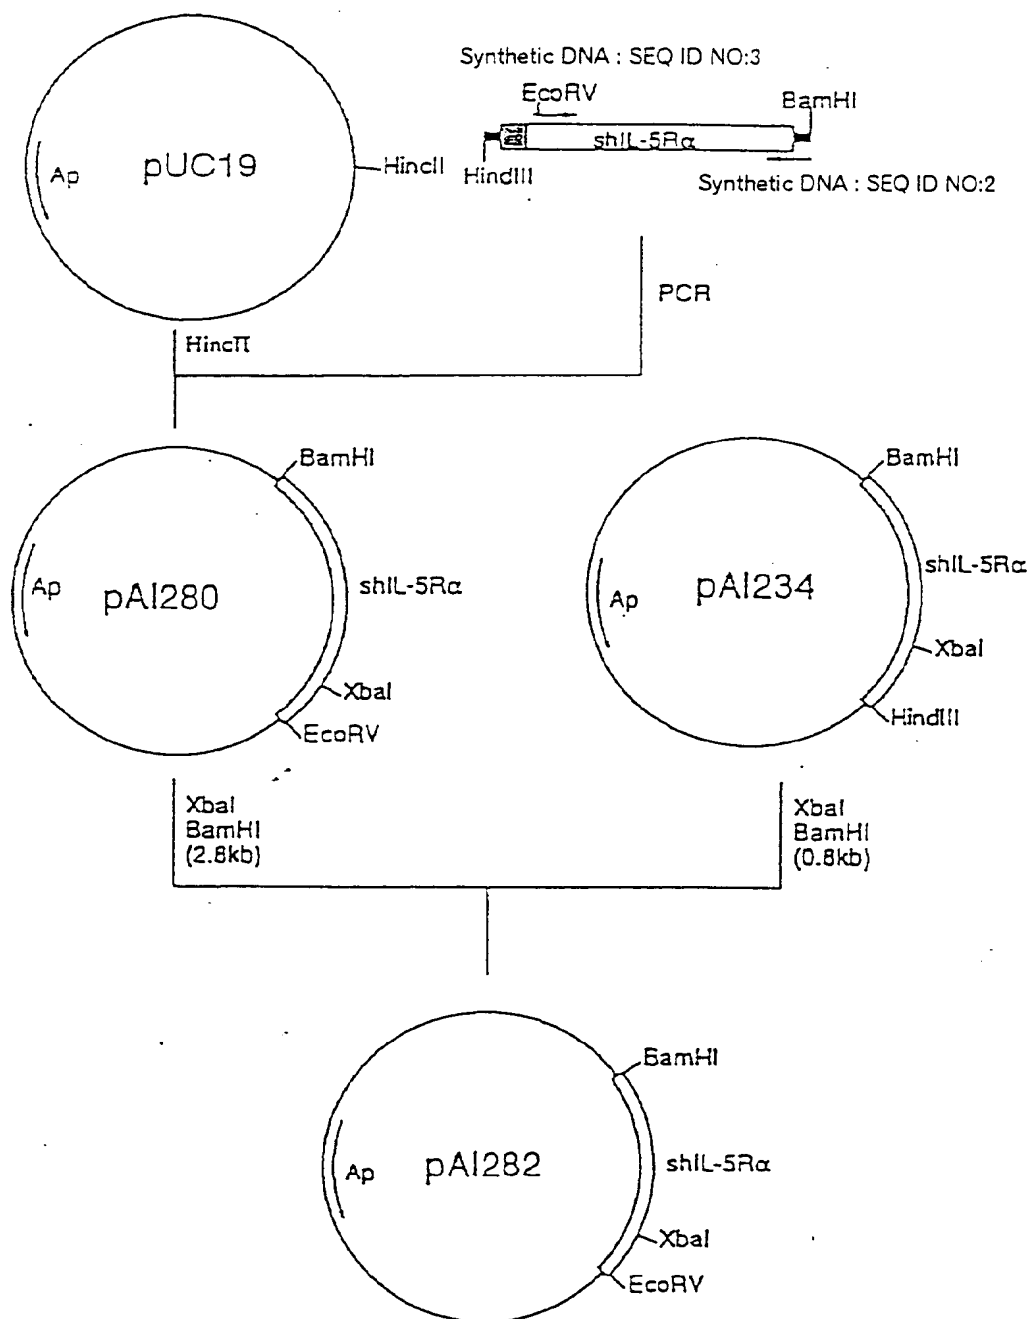 Synthetic DNA : SEQ ID NO:3
EcoRV
BamHI
pUC19
Ap
HincII
shIL-5Rα
HindIII
Synthetic DNA : SEQ ID NO:2
PCR
HincII
BamHI
Ap
pAI280
shIL-5Rα
XbaI
EcoRV
BamHI
Ap
pAI234
shIL-5Rα
XbaI
HindIII
XbaI
BamHI
(2.8kb)
XbaI
BamHI
(0.8kb)
BamHI
Ap
pAI282
shIL-5Rα
XbaI
EcoRV